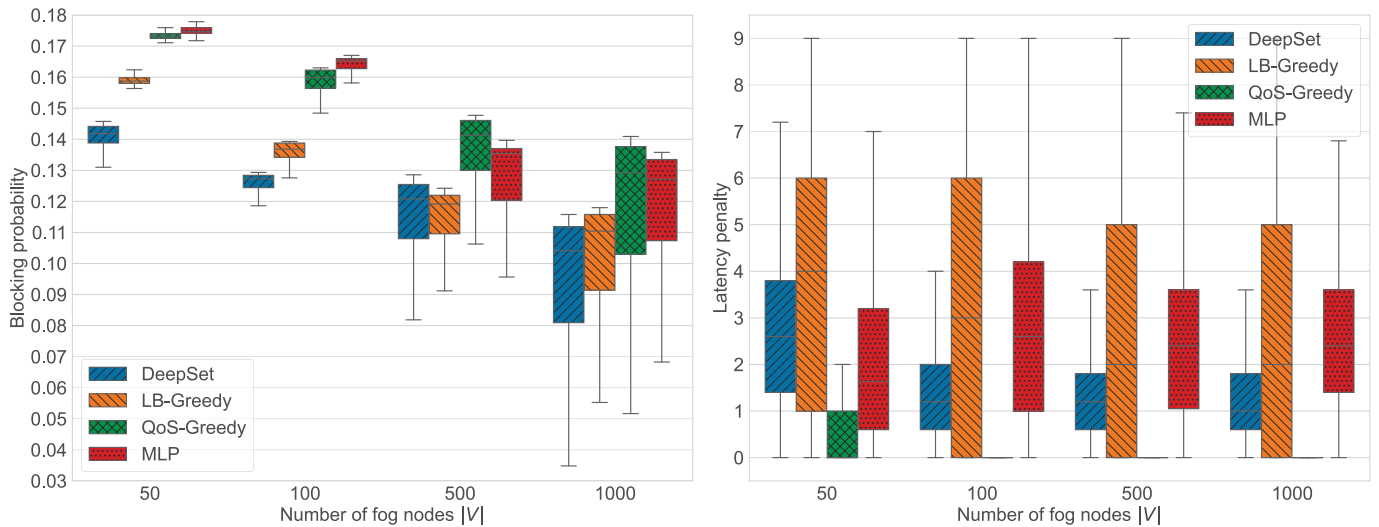 0.18
0.17
0.16
0.15
0.14
0.13
0.12
0.11
0.10
0.09
0.08
0.07
0.06
0.05
0.04
0.03
Blocking probability
DeepSet
LB-Greedy
QoS-Greedy
MLP
50 100 500 1000
Number of fog nodes |V|
9
8
7
6
5
4
3
2
1
0
Latency penalty
DeepSet
LB-Greedy
QoS-Greedy
MLP
50 100 500 1000
Number of fog nodes |V|